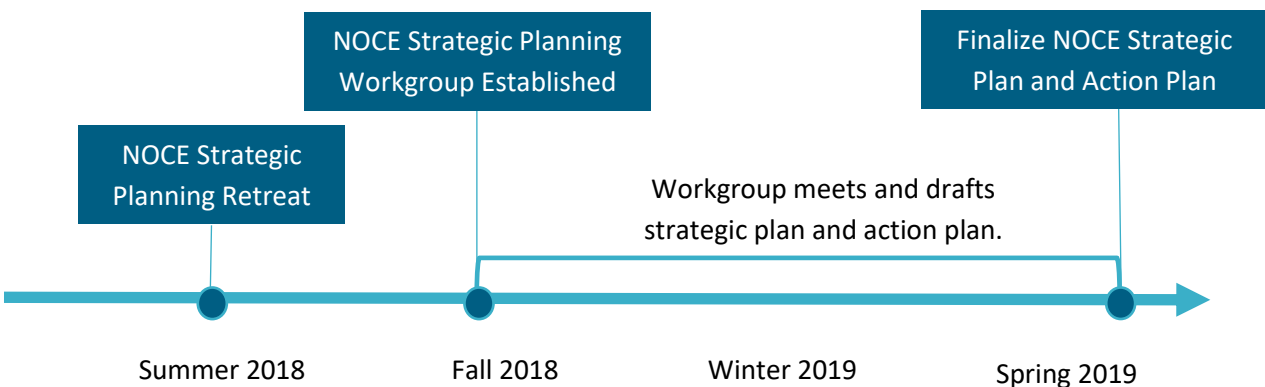 NOCE Strategic Planning
Workgroup Established
Finalize NOCE Strategic
Plan and Action Plan
NOCE Strategic
Planning Retreat
Workgroup meets and drafts
strategic plan and action plan.
Summer 2018
Fall 2018
Winter 2019
Spring 2019